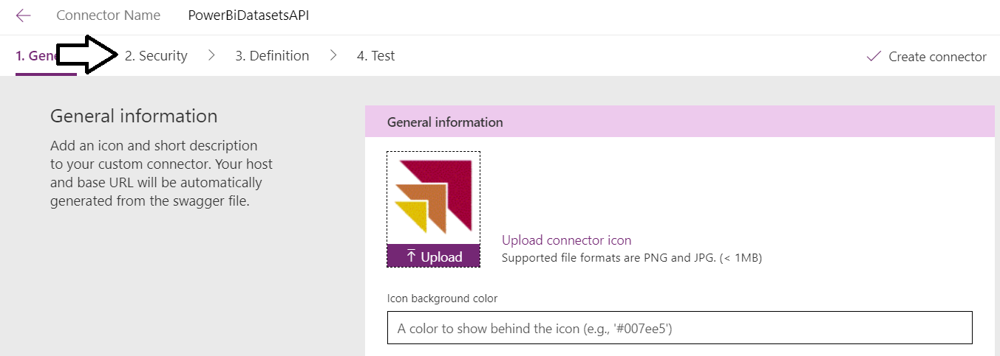 Connector Name PowerBiDatasetsAPI
1. Gene 2. Security 3. Definition 4. Test Create connector
General information
Add an icon and short description
to your custom connector. Your host
and base URL will be automatically
generated from the swagger file.
General information
Upload
Upload connector icon
Supported file formats are PNG and JPG. (< 1MB)
Icon background color
A color to show behind the icon (e.g., '#007ee5')